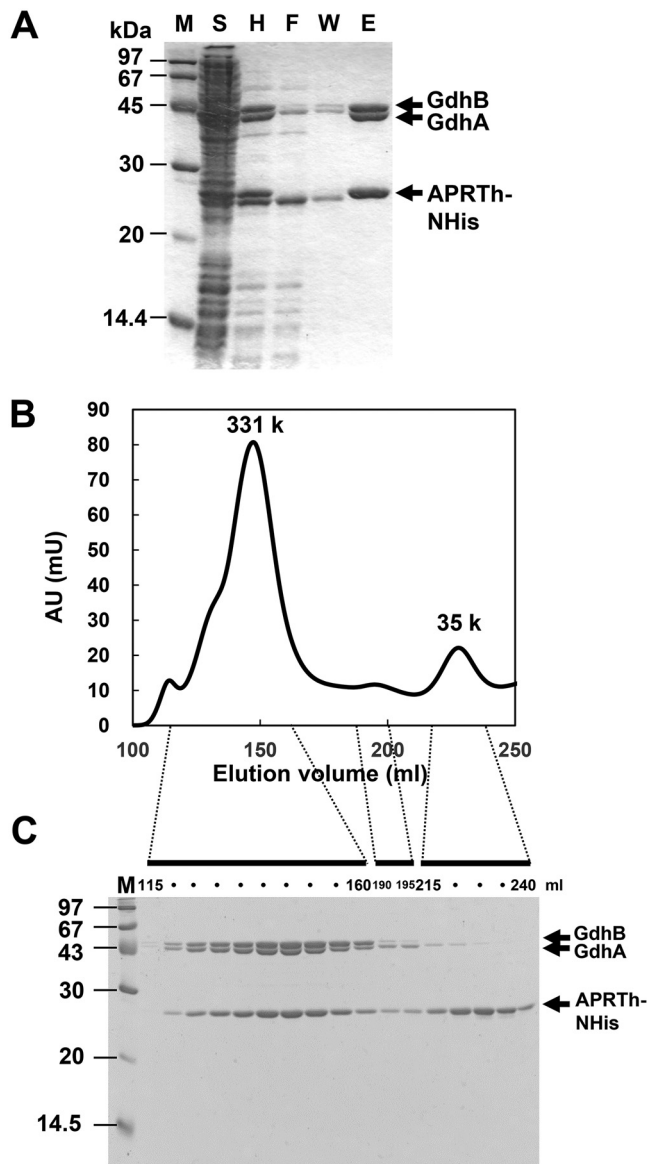 A
kDa M S H F W E
97
67
45
30
20
14.4
GdhB
GdhA
APRTh-
NHis
B
90
80
70
60
50
40
30
20
10
0
AU (mU)
331 k
35 k
100 150 200 250
Elution volume (ml)
C
M 115 • • • • • • • • 160 190 195 215 • • • 240 ml
97
67
43
30
20
14.5
GdhB
GdhA
APRTh-
NHis